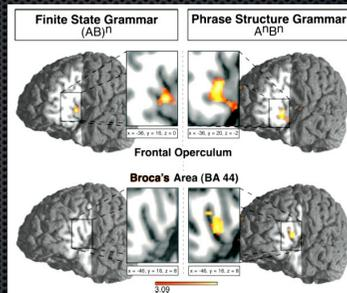 Finite State Grammar
(AB)ⁿ
Phrase Structure Grammar
AⁿBⁿ
x = -36, y = 16, z = 0
x = -36, y = 20, z = -2
Frontal Operculum
Broca's Area (BA 44)
x = -46, y = 16, z = 8
x = -46, y = 16, z = 8
3.09